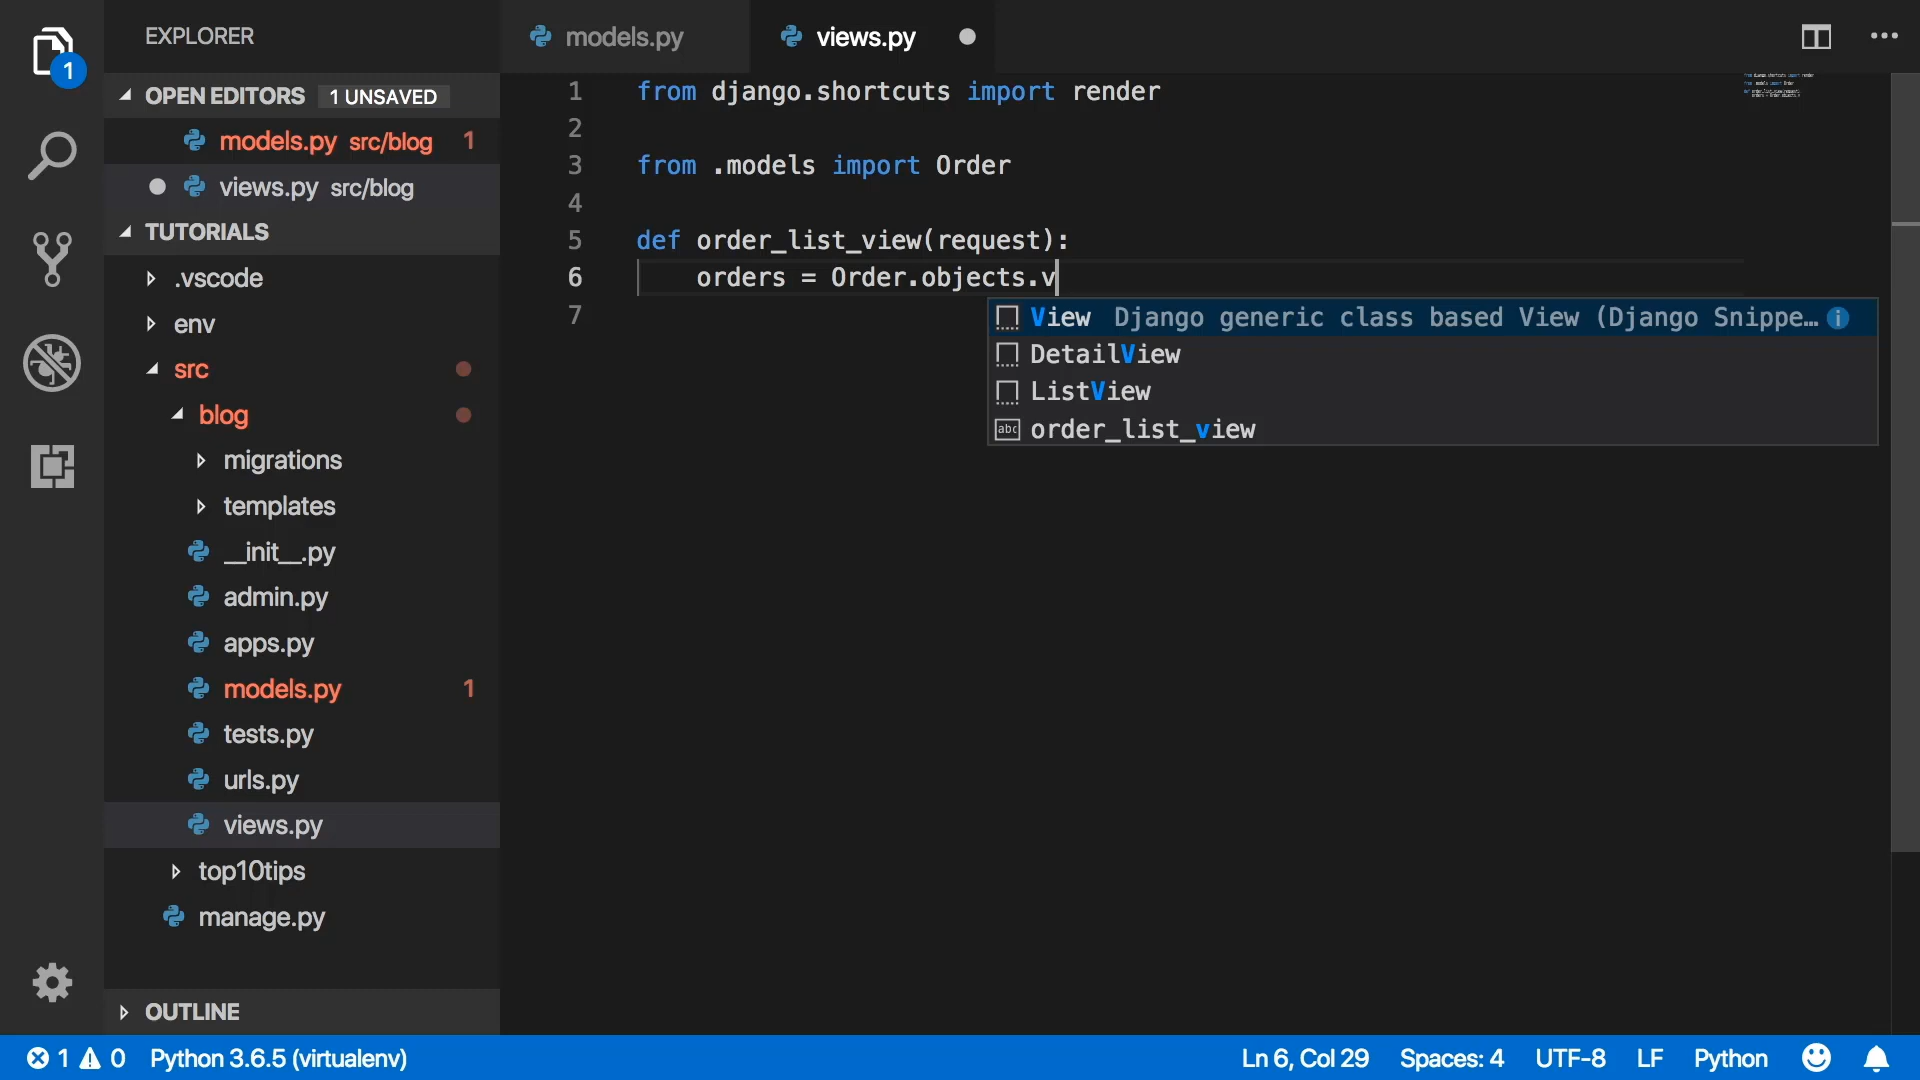 EXPLORER
1
OPEN EDITORS 1 UNSAVED
models.py src/blog 1
views.py src/blog
TUTORIALS
.vscode
env
src
blog
migrations
templates
__init__.py
admin.py
apps.py
models.py 1
tests.py
urls.py
views.py
top10tips
manage.py
OUTLINE
models.py
views.py
1 from django.shortcuts import render
2
3 from .models import Order
4
5 def order_list_view(request):
6 orders = Order.objects.v
7
View Django generic class based View (Django Snippe…
DetailView
ListView
abc order_list_view
1 0 Python 3.6.5 (virtualenv)
Ln 6, Col 29 Spaces: 4 UTF-8 LF Python